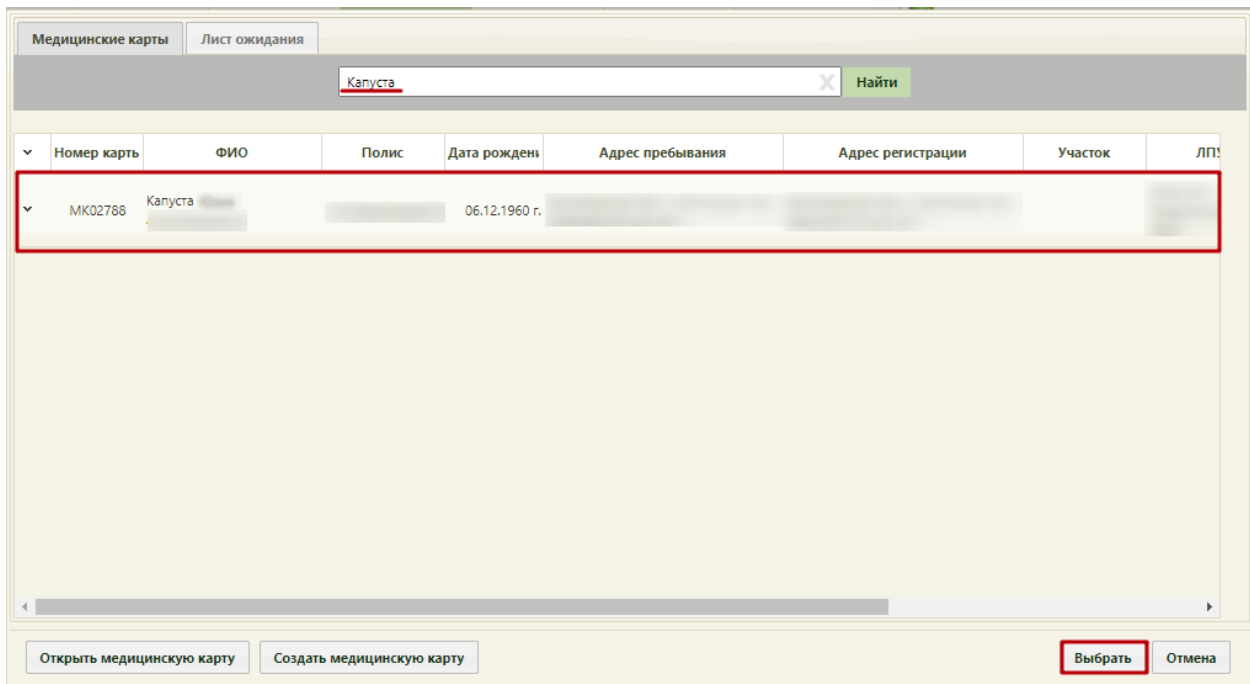 Медицинские карты Лист ожидания
Капуста X Найти
Номер карть ФИО Полис Дата рождени Адрес пребывания Адрес регистрации Участок ЛПУ
МК02788 Капуста 06.12.1960 г.
Открыть медицинскую карту Создать медицинскую карту Выбрать Отмена